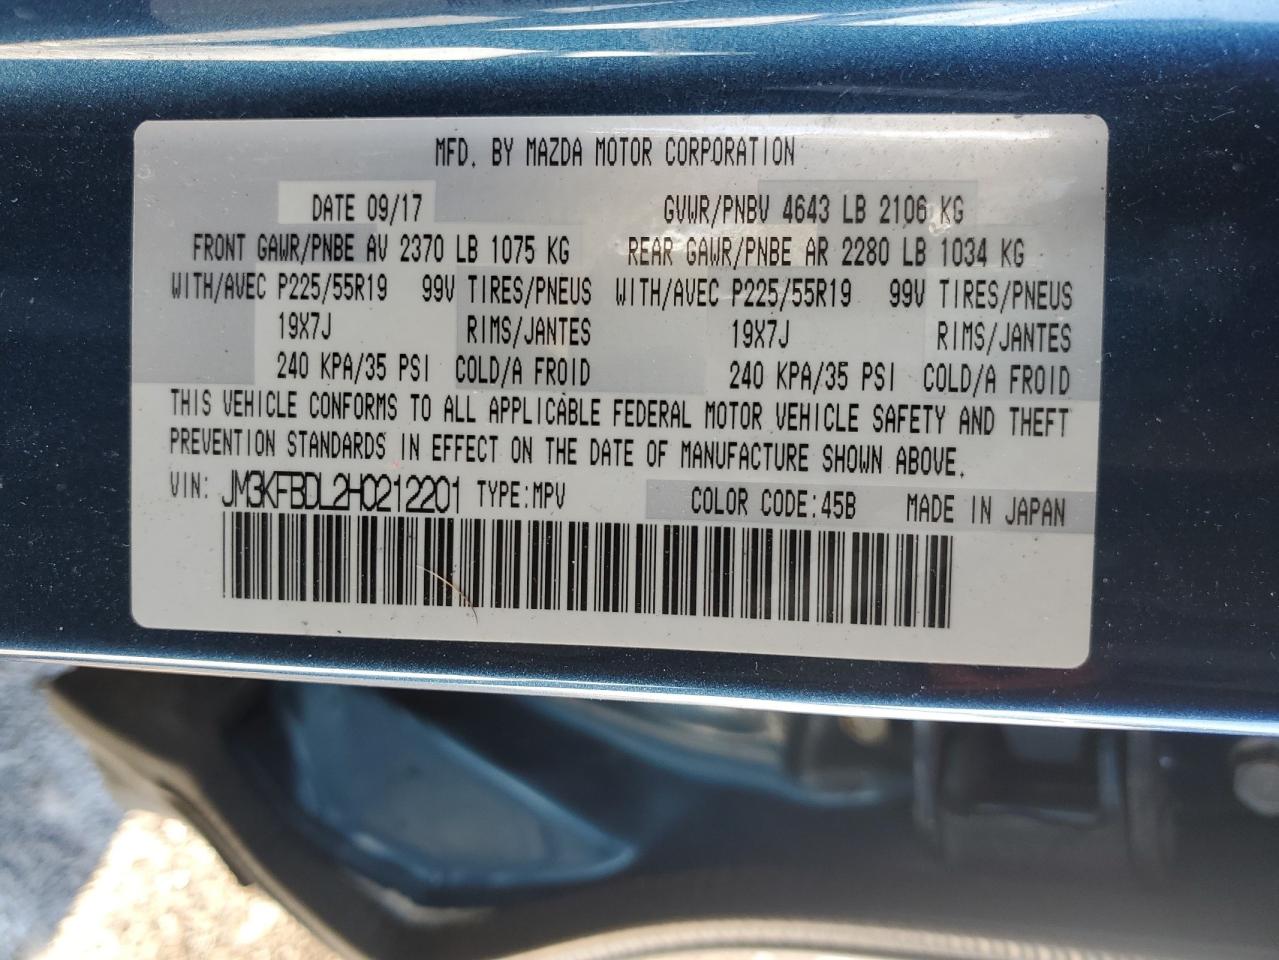 MFD. BY MAZDA MOTOR CORPORATION
DATE 09/17 GVWR/PNBV 4643 LB 2106 KG
FRONT GAWR/PNBE AV 2370 LB 1075 KG REAR GAWR/PNBE AR 2280 LB 1034 KG
WITH/AVEC P225/55R19 99V TIRES/PNEUS WITH/AVEC P225/55R19 99V TIRES/PNEUS
19X7J RIMS/JANTES 19X7J RIMS/JANTES
240 KPA/35 PSI COLD/A FROID 240 KPA/35 PSI COLD/A FROID
THIS VEHICLE CONFORMS TO ALL APPLICABLE FEDERAL MOTOR VEHICLE SAFETY AND THEFT
PREVENTION STANDARDS IN EFFECT ON THE DATE OF MANUFACTURE SHOWN ABOVE.
VIN: JM3KFBDL2H0212201 TYPE:MPV COLOR CODE:45B MADE IN JAPAN